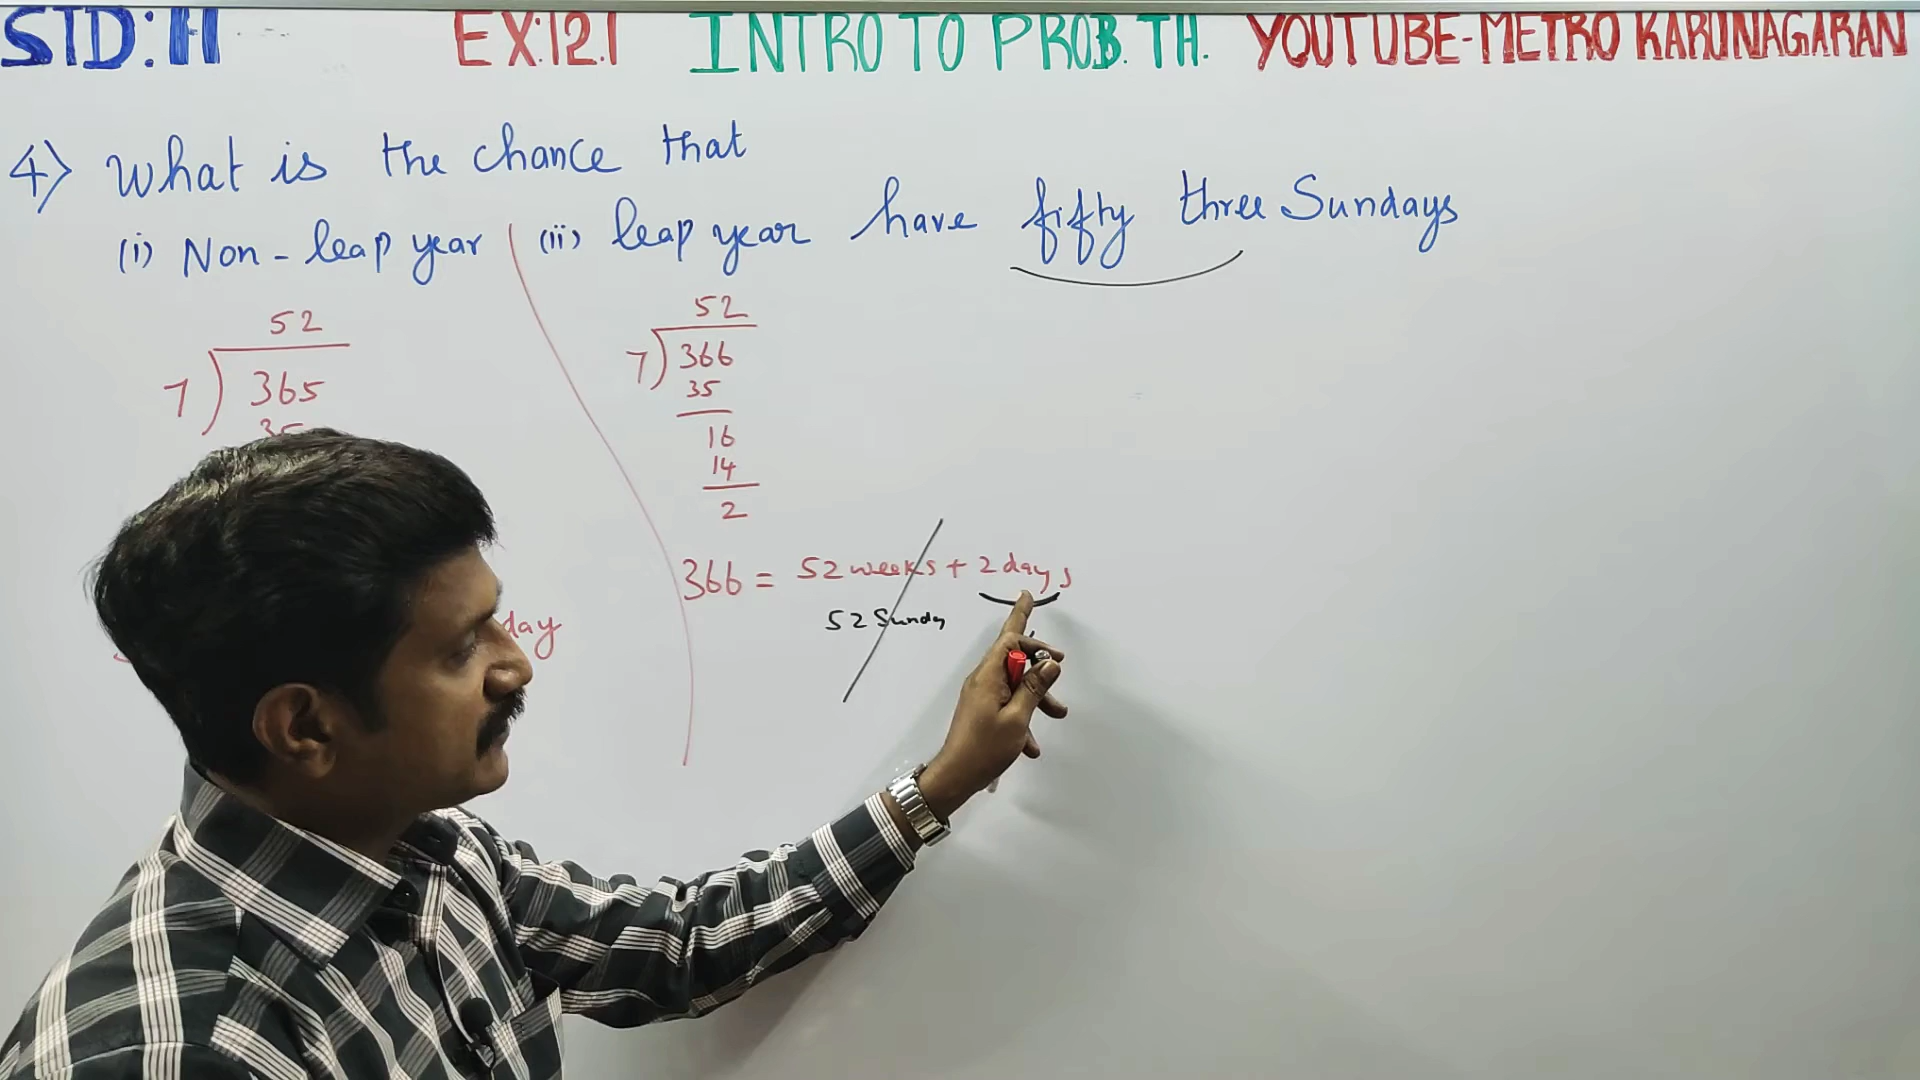 STD: 11 EX:12.1 INTRO TO PROB. TH. YOUTUBE-METRO KARUNAGARAN
4) What is the chance that
(i) Non-leap year (ii) leap year have fifty three Sundays
52
7) 365
35
day
52
7) 366
35
16
14
2
366 = 52 weeks + 2 days
52 Sunday